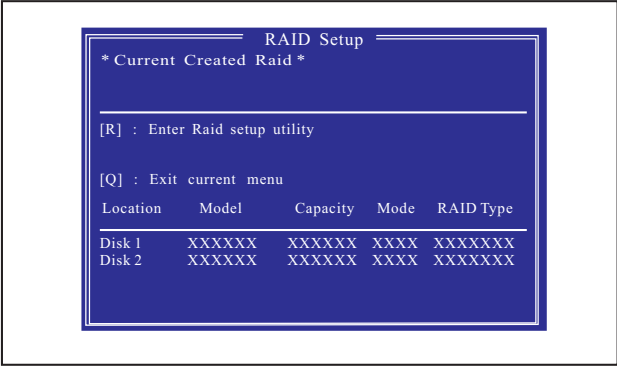 RAID Setup
* Current Created Raid *
[R] : Enter Raid setup utility
[Q] : Exit current menu
Location Model Capacity Mode RAID Type
Disk 1 XXXXXX XXXXXX XXXX XXXXXXX
Disk 2 XXXXXX XXXXXX XXXX XXXXXXX